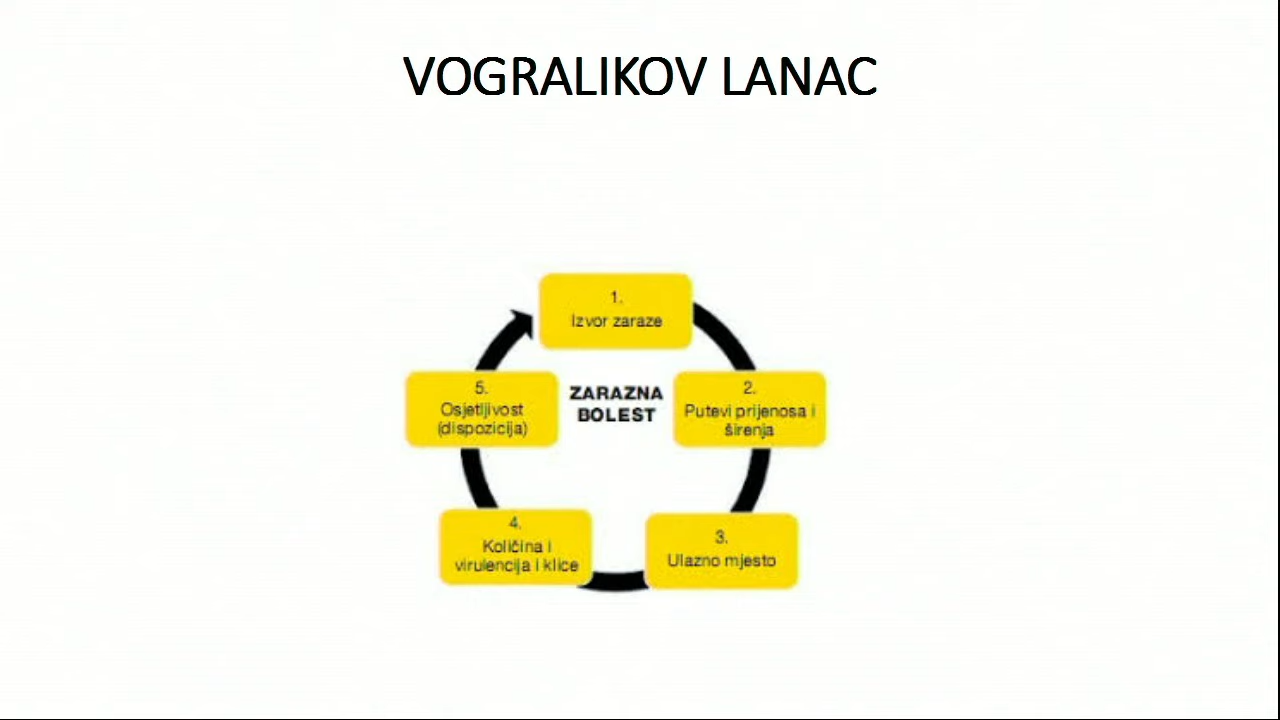 VOGRALIKOV LANAC
1.
Izvor zaraze
2.
Putevi prijenosa i
širenja
3.
Ulazno mjesto
4.
Količina i
virulencija i klice
5.
Osjetljivost
(dispozicija)
ZARAZNA
BOLEST